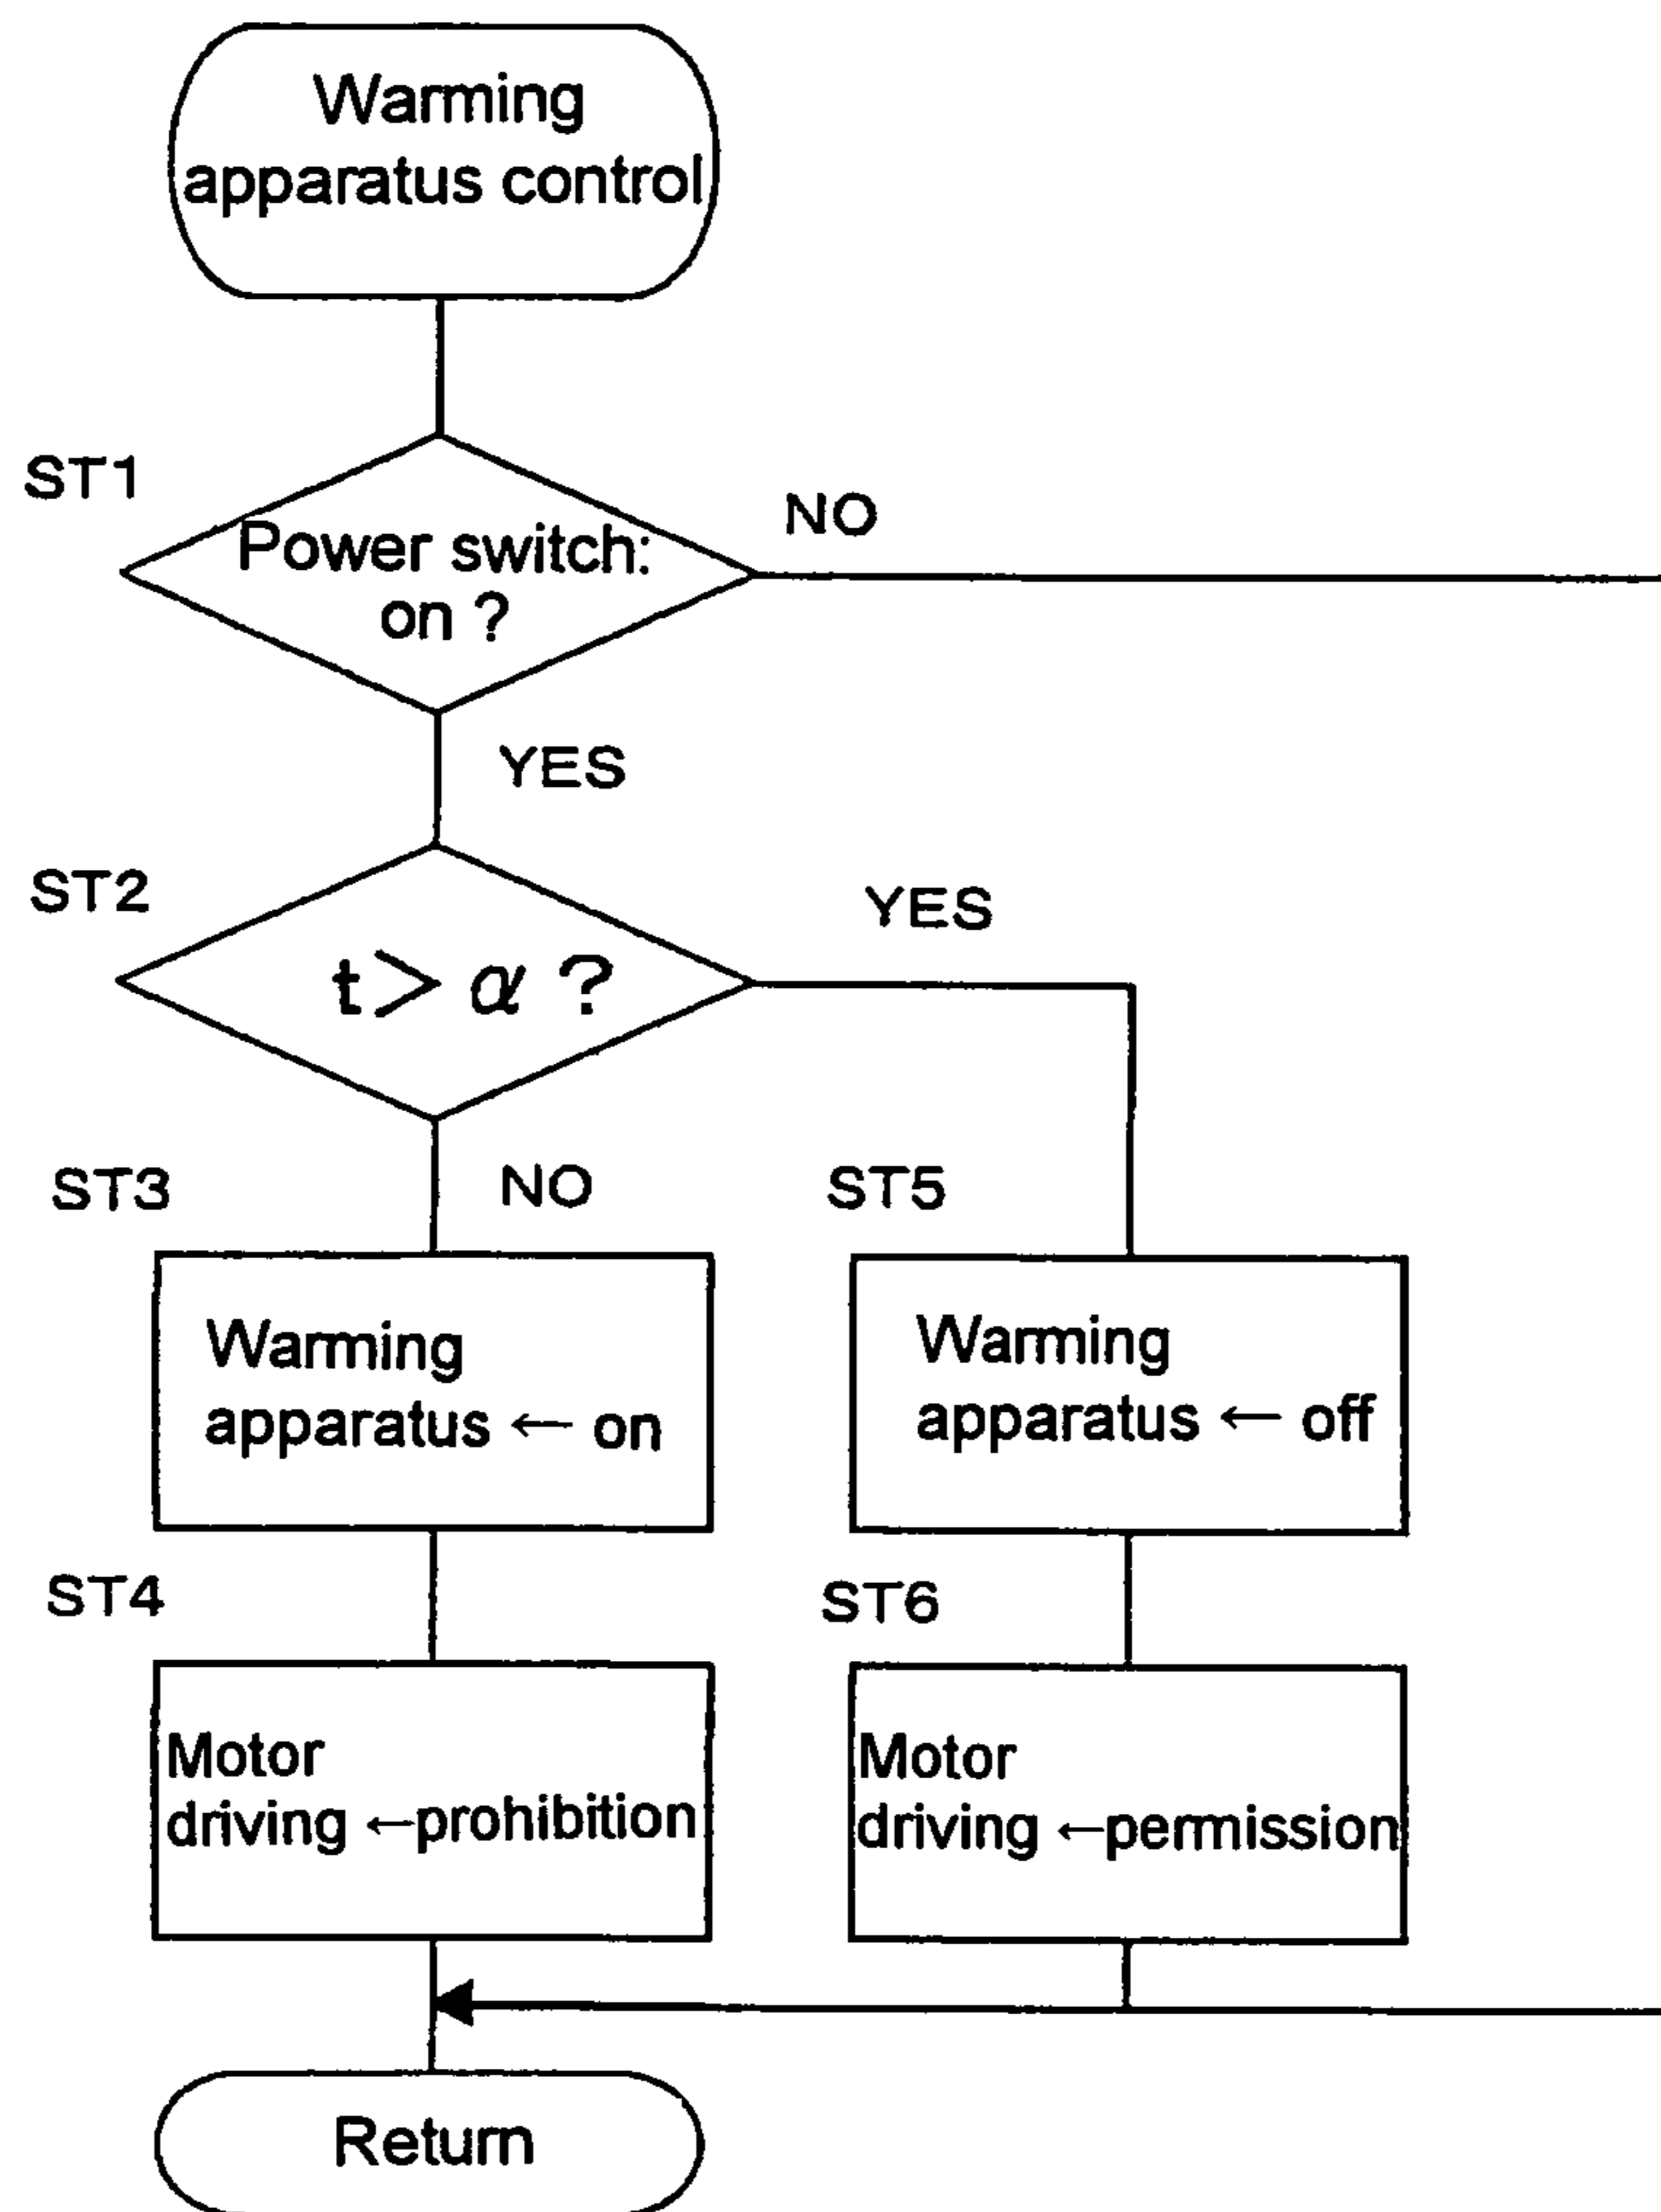 Warming
apparatus control
ST1
Power switch:
on ?
NO
YES
ST2
t> α ?
YES
ST3
NO
ST5
Warming
apparatus ← on
Warming
apparatus ← off
ST4
ST6
Motor
driving ←prohibition
Motor
driving ←permission
Return